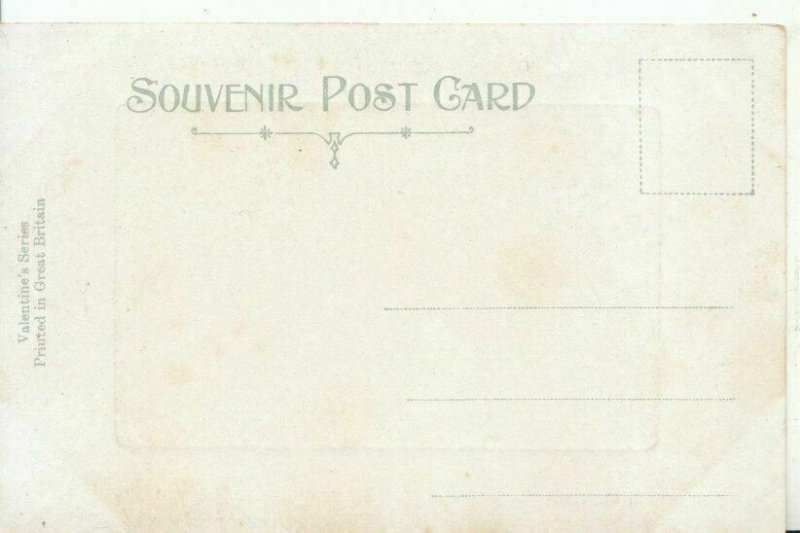 SOUVENIR POST CARD
Valentine's Series
Printed in Great Britain